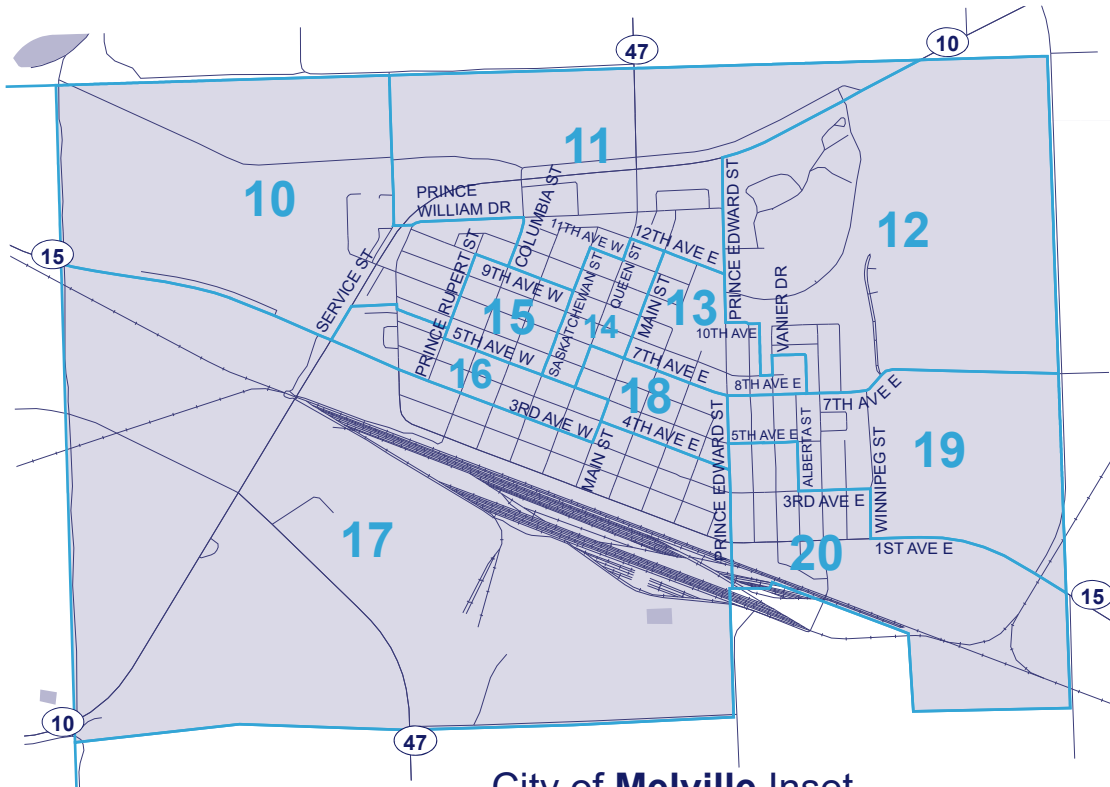 10
47
11
10
PRINCE
WILLIAM DR
COLUMBIA ST
PRINCE EDWARD ST
12
15
SERVICE ST
PRINCE RUPERT ST
11TH AVE W
12TH AVE E
9TH AVE W
SASKATCHEWAN ST
QUEEN ST
MAIN ST
13
VANIER DR
15
14
10TH AVE
5TH AVE W
7TH AVE E
16
18
8TH AVE E
7TH AVE E
3RD AVE W
4TH AVE E
MAIN ST
PRINCE EDWARD ST
5TH AVE E
ALBERTA ST
WINNIPEG ST
19
3RD AVE E
17
20
1ST AVE E
15
10
47
City of Melville Inset